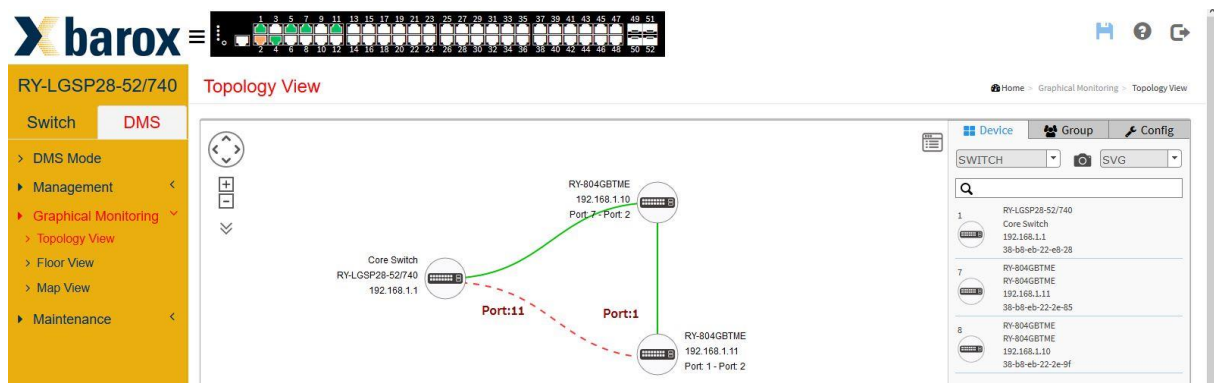 barox
1 3 5 7 9 11 13 15 17 19 21 23 25 27 29 31 33 35 37 39 41 43 45 47 49 51
2 4 6 8 10 12 14 16 18 20 22 24 26 28 30 32 34 36 38 40 42 44 46 48 50 52
RY-LGSP28-52/740
Switch
DMS
> DMS Mode
Management
Graphical Monitoring
> Topology View
> Floor View
> Map View
Maintenance
Topology View
Home > Graphical Monitoring > Topology View
RY-804GBTME
192.168.1.10
Port: 7 - Port: 2
Core Switch
RY-LGSP28-52/740
192.168.1.1
Port:11
Port:1
RY-804GBTME
192.168.1.11
Port: 1 - Port: 2
Device
Group
Config
SWITCH
SVG
1
RY-LGSP28-52/740
Core Switch
192.168.1.1
38-b8-eb-22-e8-28
7
RY-804GBTME
RY-804GBTME
192.168.1.11
38-b8-eb-22-2e-85
8
RY-804GBTME
RY-804GBTME
192.168.1.10
38-b8-eb-22-2e-9f